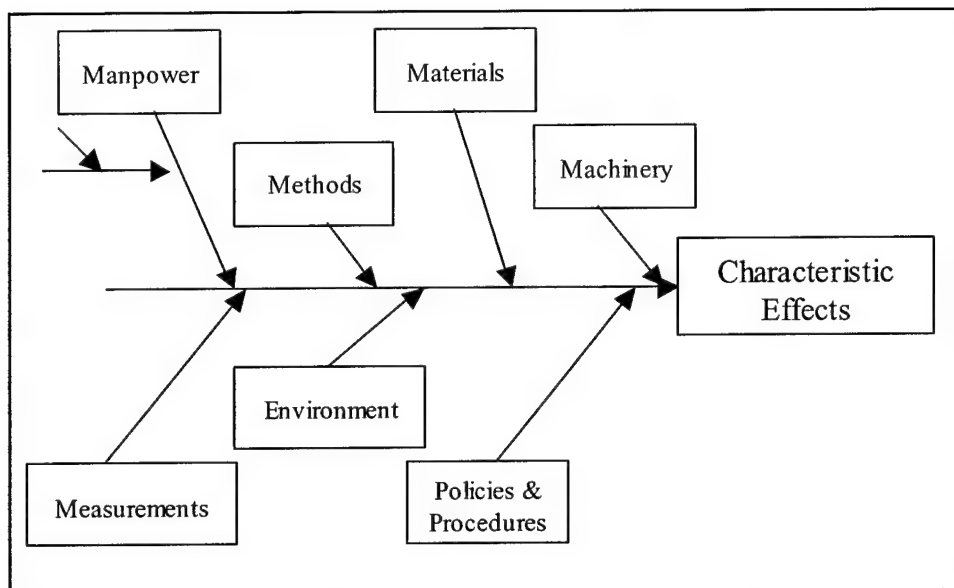 Manpower
Materials
Methods
Machinery
Characteristic
Effects
Environment
Measurements
Policies &
Procedures